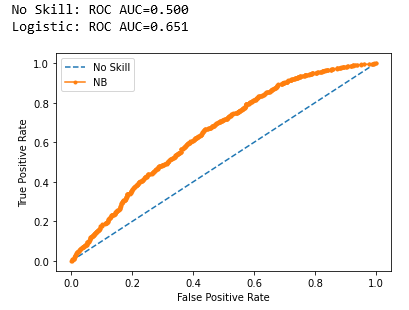 No Skill: ROC AUC=0.500
Logistic: ROC AUC=0.651
No Skill
NB
1.0
0.8
0.6
0.4
0.2
0.0
True Positive Rate
0.0 0.2 0.4 0.6 0.8 1.0
False Positive Rate